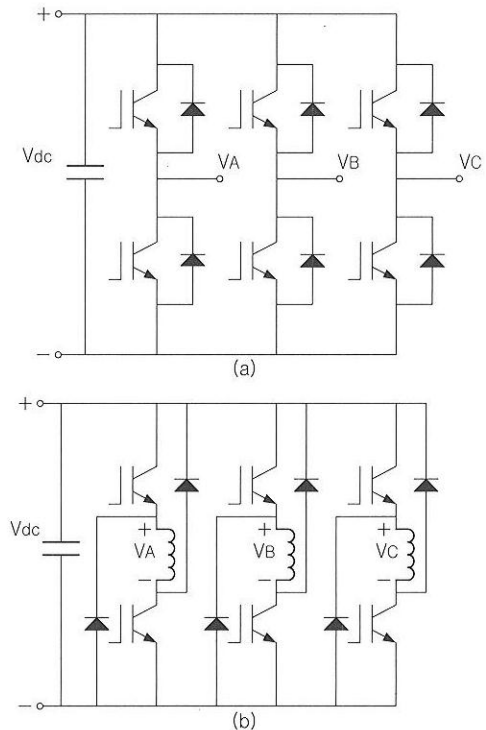 +
Vdc
VA VB VC
−
(a)
+
Vdc
+ + +
VA VB VC
− − −
−
(b)